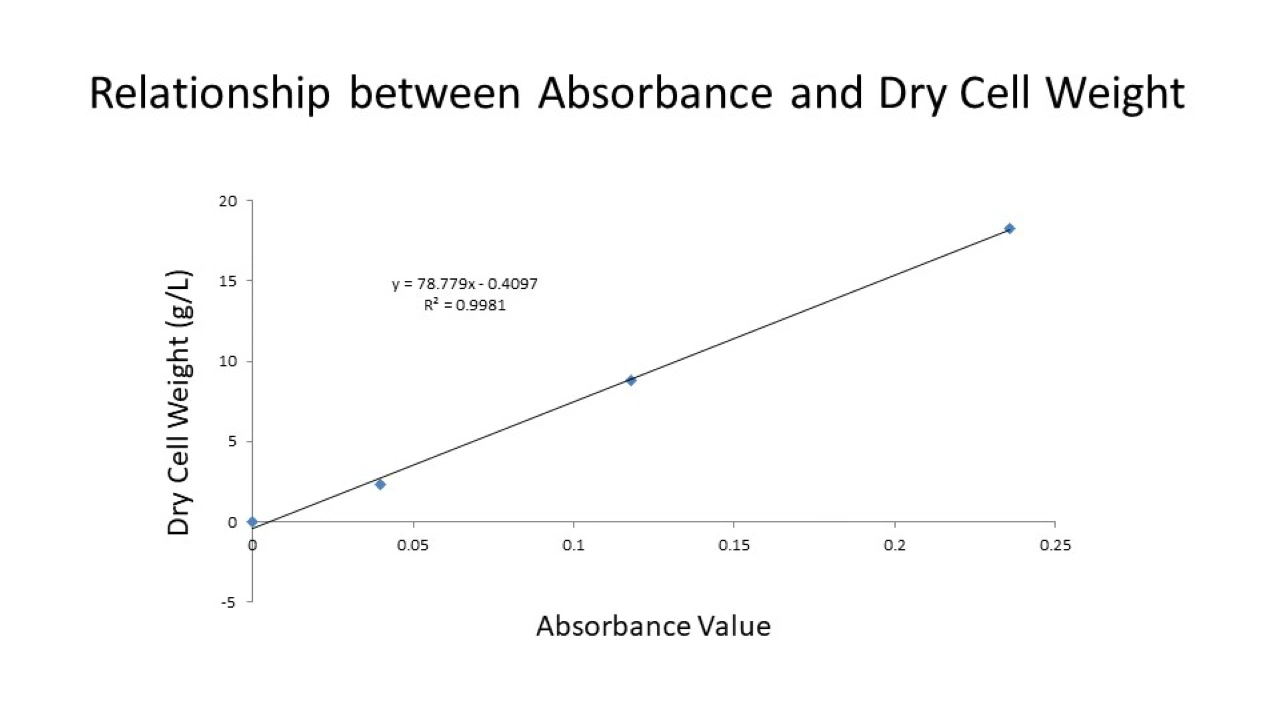 Relationship between Absorbance and Dry Cell Weight
20
15
10
5
0
-5
y = 78.779x - 0.4097
R² = 0.9981
Dry Cell Weight (g/L)
0
0.05
0.1
0.15
0.2
0.25
Absorbance Value